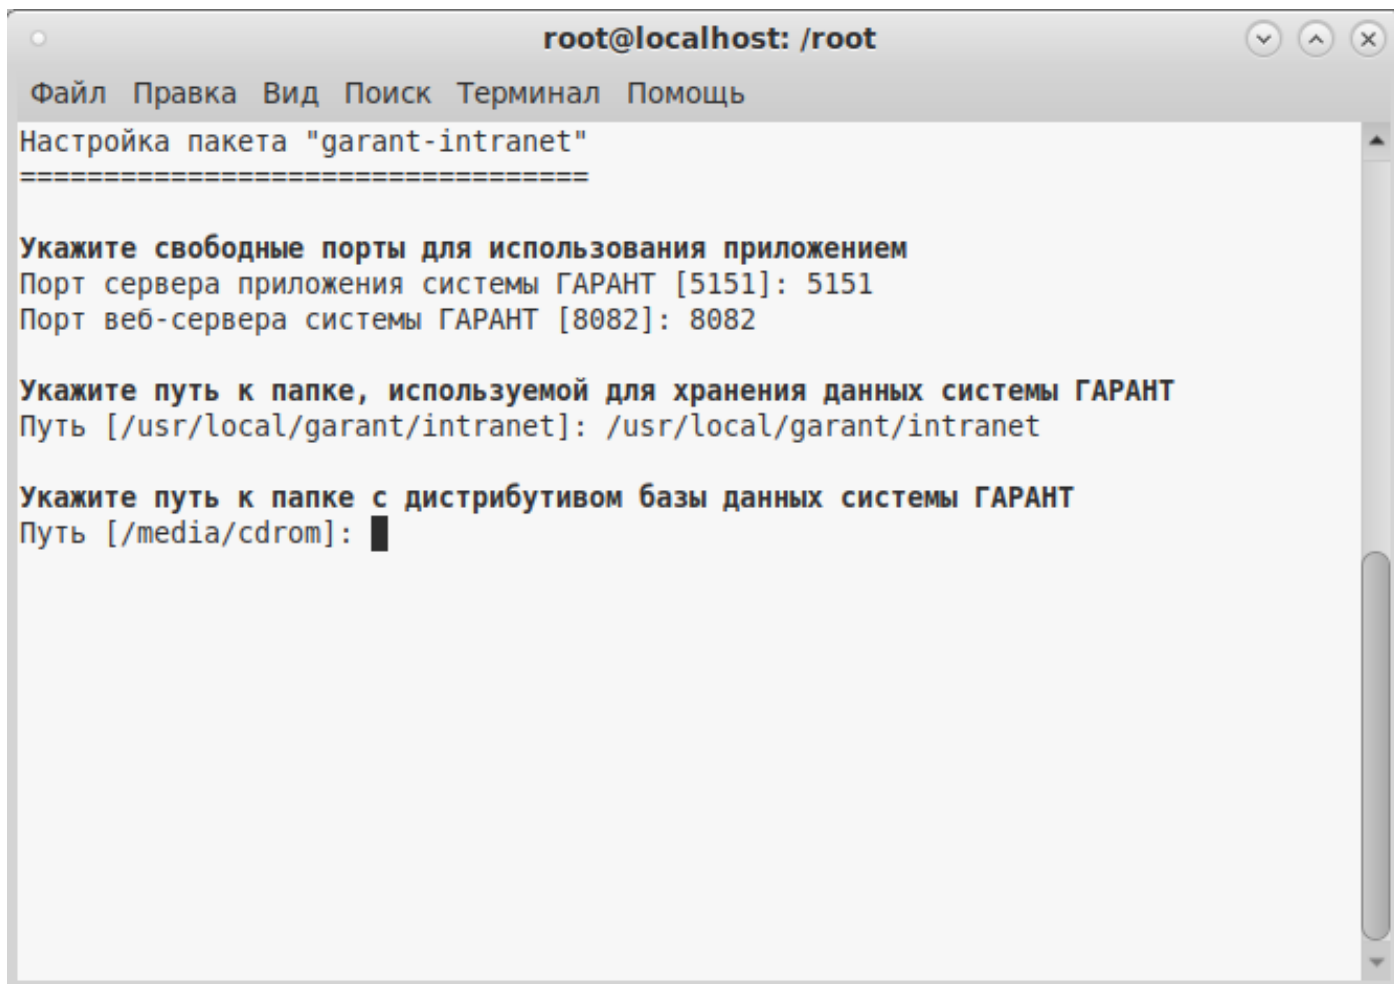 root@localhost: /root
Файл Правка Вид Поиск Терминал Помощь
Настройка пакета "garant-intranet"
==================================
Укажите свободные порты для использования приложением
Порт сервера приложения системы ГАРАНТ [5151]: 5151
Порт веб-сервера системы ГАРАНТ [8082]: 8082
Укажите путь к папке, используемой для хранения данных системы ГАРАНТ
Путь [/usr/local/garant/intranet]: /usr/local/garant/intranet
Укажите путь к папке с дистрибутивом базы данных системы ГАРАНТ
Путь [/media/cdrom]: